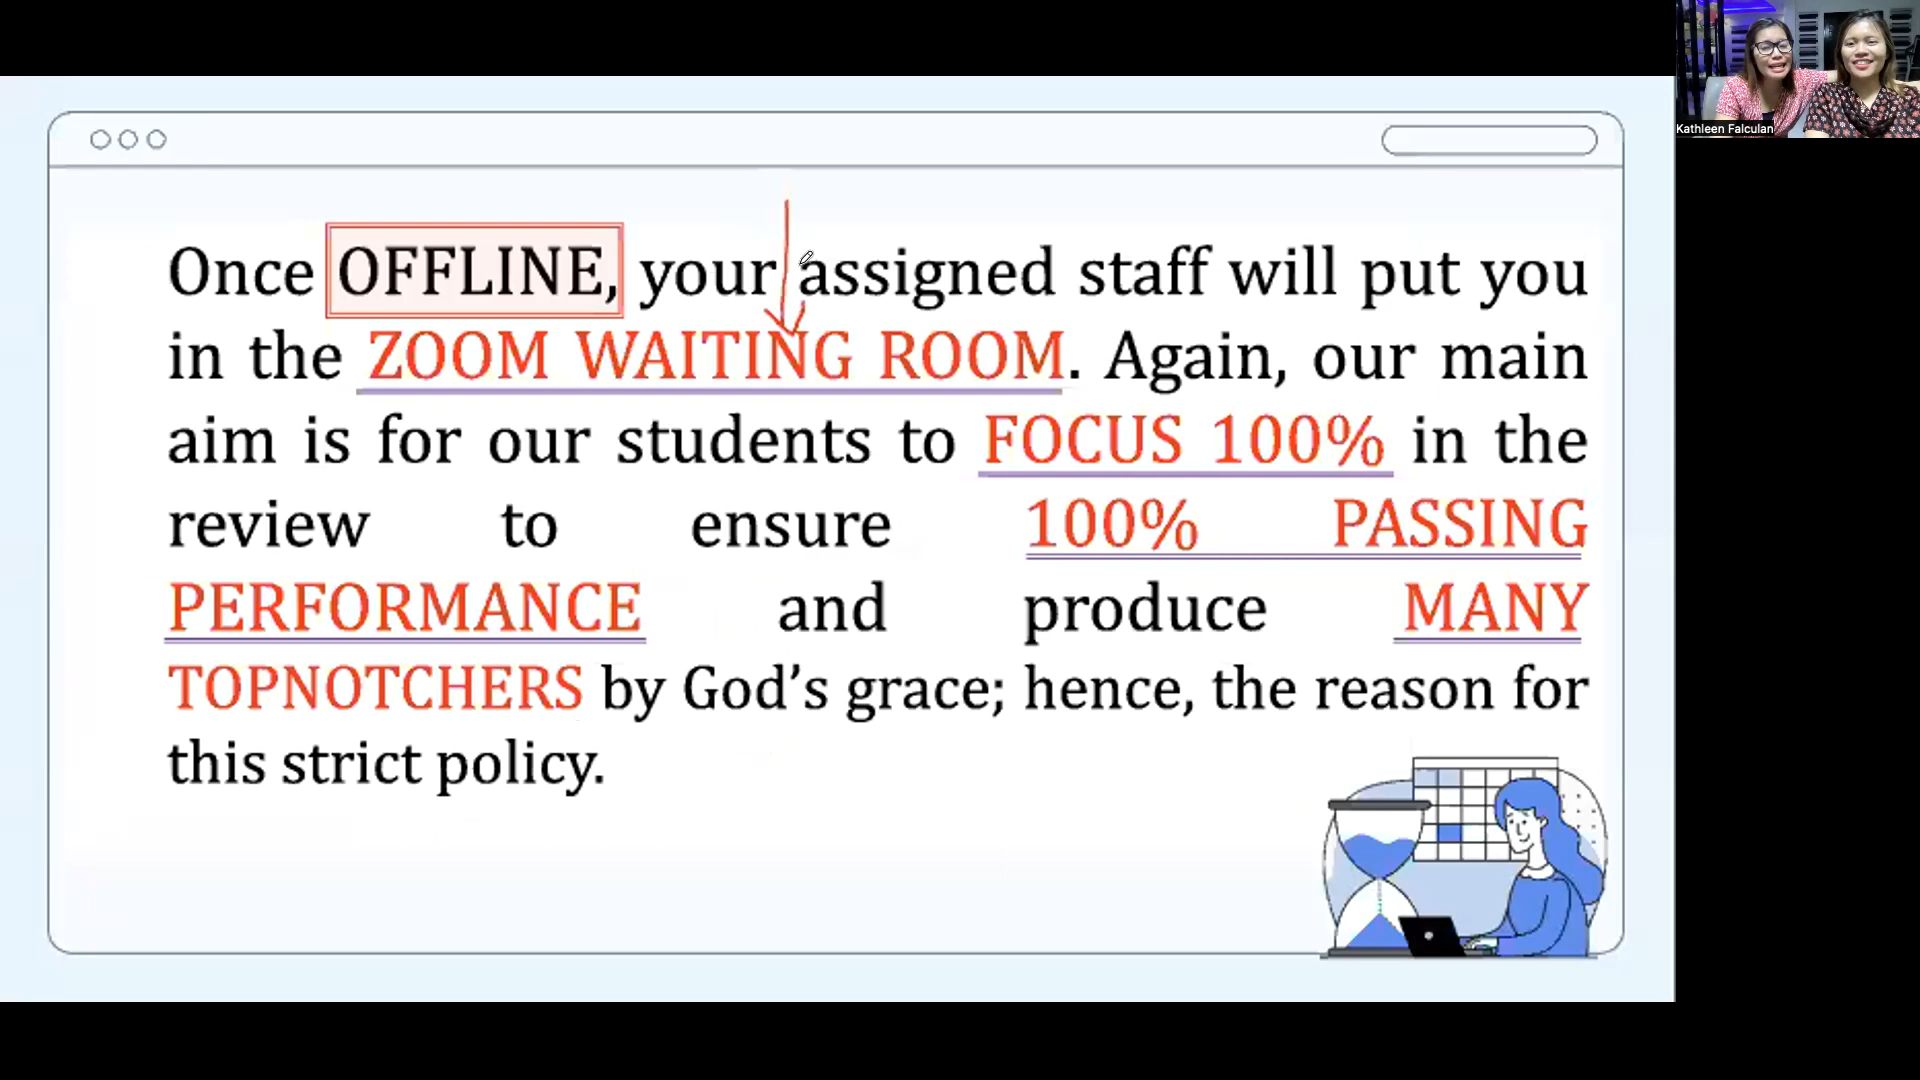 Kathleen Falculan
Once OFFLINE, your assigned staff will put you
in the ZOOM WAITING ROOM. Again, our main
aim is for our students to FOCUS 100% in the
review to ensure 100% PASSING
PERFORMANCE and produce MANY
TOPNOTCHERS by God’s grace; hence, the reason for
this strict policy.